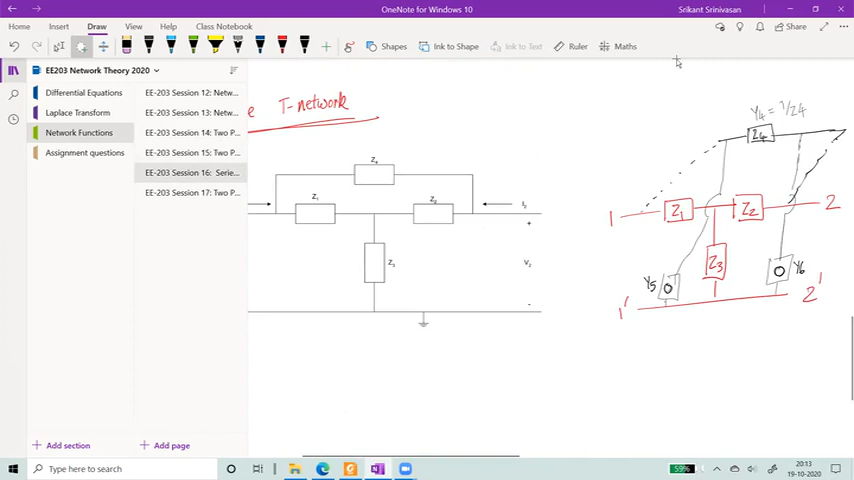 OneNote for Windows 10
Srikant Srinivasan
Home Insert Draw View Help Class Notebook
Share
Shapes Ink to Shape Ink to Text Ruler Maths
EE203 Network Theory 2020
Differential Equations
Laplace Transform
Network Functions
Assignment questions
EE-203 Session 12: Netw...
EE-203 Session 13: Netw...
EE-203 Session 14: Two P...
EE-203 Session 15: Two P...
EE-203 Session 16: Serie...
EE-203 Session 17: Two P...
e T-network
Z4
Z1
Z2
Z3
I2
+
V2
-
Y4 = 1/Z4
Z4
1 Z1 Z2 2
Z3
Y5 0
0 Y6
1' 2'
Add section
Add page
Type here to search
59%
20:13
19-10-2020